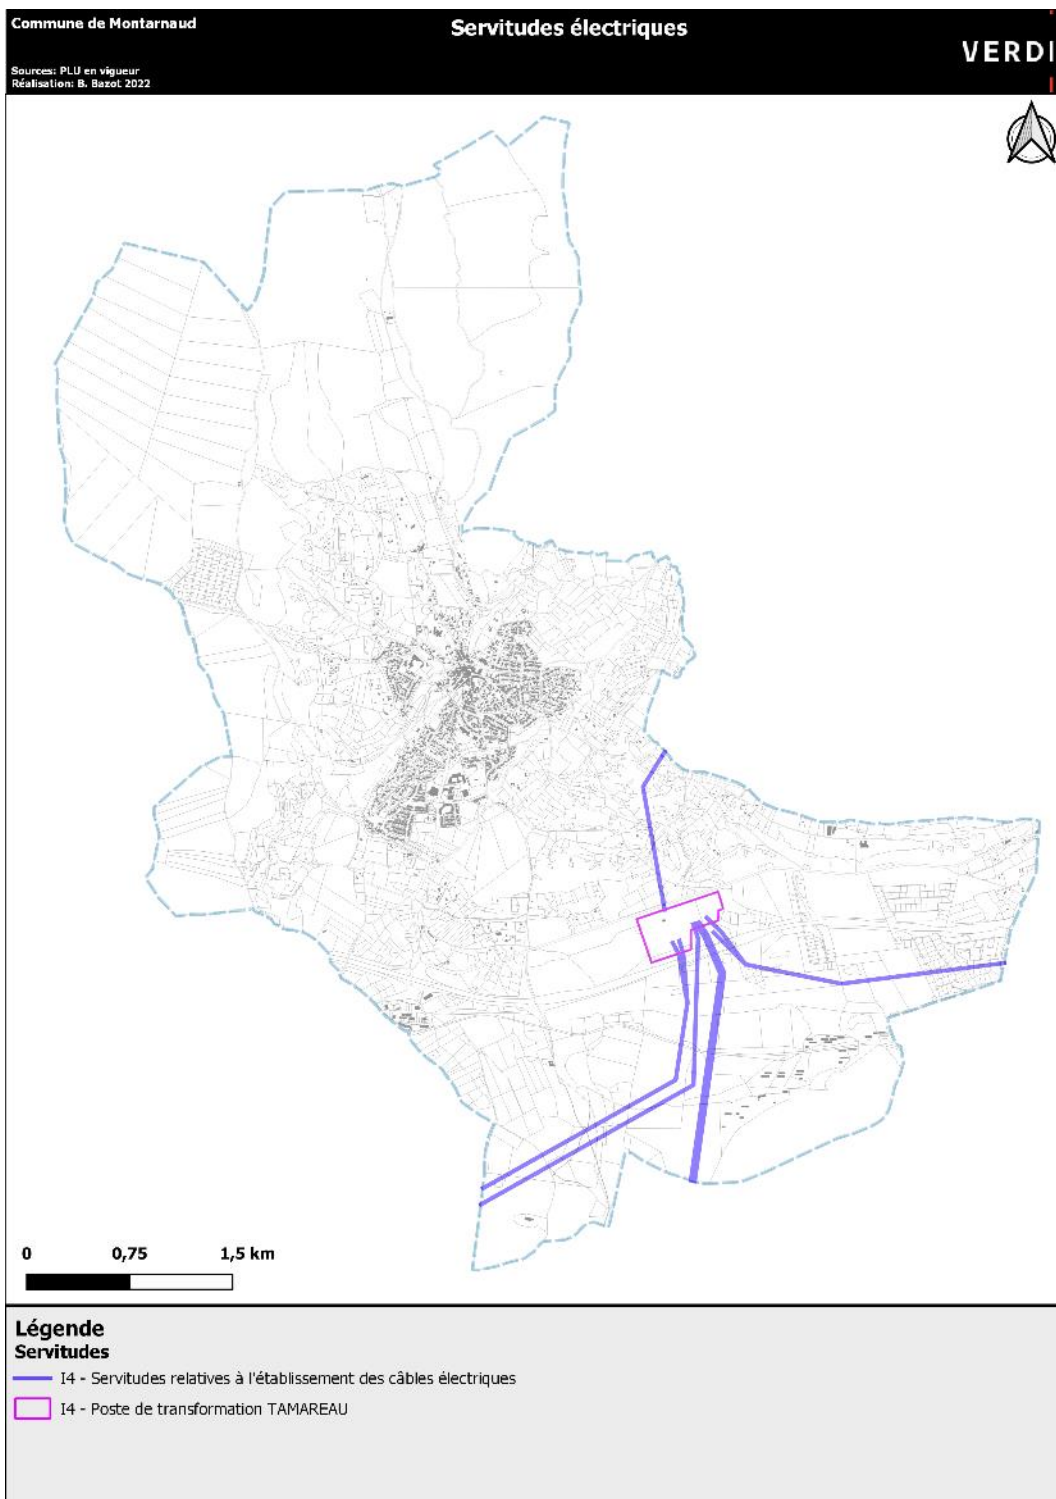 Commune de Montarnaud
Servitudes électriques
VERDI
Sources: PLU en vigueur
Réalisation: B. Bazot 2022
0 0,75 1,5 km
Légende
Servitudes
I4 - Servitudes relatives à l'établissement des câbles électriques
I4 - Poste de transformation TAMAREAU